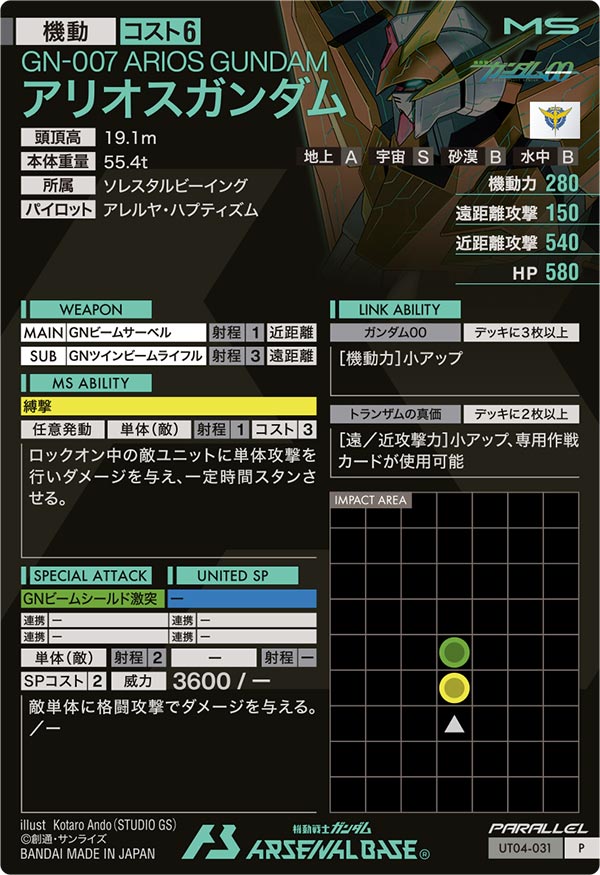 機動 コスト6
MS
GN-007 ARIOS GUNDAM
ガンダム00
アリオスガンダム
頭頂高 19.1m
本体重量 55.4t
所属 ソレスタルビーイング
パイロット アレルヤ・ハプティズム
地上 A 宇宙 S 砂漠 B 水中 B
機動力 280
遠距離攻撃 150
近距離攻撃 540
HP 580
WEAPON
MAIN GNビームサーベル 射程 1 近距離
SUB GNツインビームライフル 射程 3 遠距離
MS ABILITY
縛撃
任意発動 単体(敵) 射程 1 コスト 3
ロックオン中の敵ユニットに単体攻撃を
行いダメージを与え、一定時間スタンさ
せる。
LINK ABILITY
ガンダム00 デッキに3枚以上
[機動力]小アップ
トランザムの真価 デッキに2枚以上
[遠/近攻撃力]小アップ、専用作戦
カードが使用可能
IMPACT AREA
SPECIAL ATTACK UNITED SP
GNビームシールド激突 ー
連携 ー 連携 ー
連携 ー 連携 ー
単体(敵) 射程 2 ー 射程 ー
SPコスト 2 威力 3600 / ー
敵単体に格闘攻撃でダメージを与える。
/ー
illust Kotaro Ando(STUDIO GS)
©創通・サンライズ
BANDAI MADE IN JAPAN
機動戦士ガンダム
ARSENAL BASE®
PARALLEL
UT04-031 P